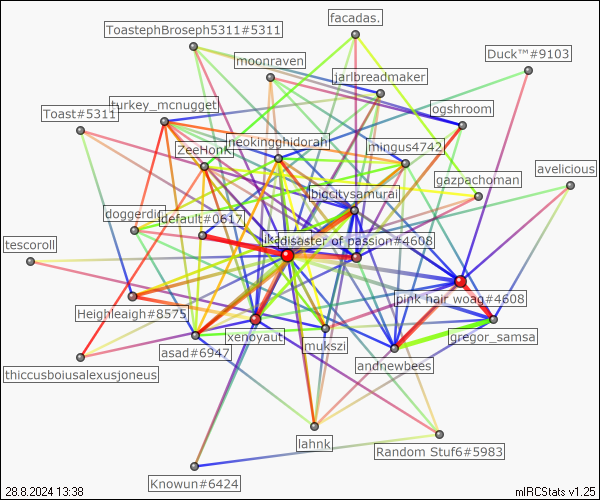 ToastephBroseph5311#5311
facadas.
Duck™#9103
moonraven
jarlbreadmaker
Toast#5311
turkey_mcnugget
ogshroom
neokingghidorah
mingus4742
ZeeHonk
avelicious
bigcitysamurai
gazpachoman
doggerdig
default#0617
disaster of passion#4608
tescoroll
pink hair woag#4608
Heighleaigh#8575
xenoyaut
mukszi
gregor_samsa
asad#6947
andnewbees
thiccusboiusalexusjoneus
lahnk.
Random Stuf6#5983
Knowun#6424
28.8.2024 13:38
mIRCStats v1.25